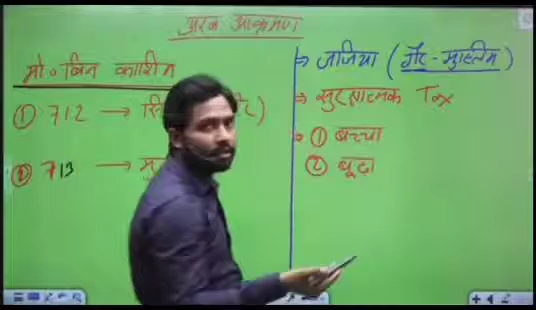 अरब आक्रमण
मो० बिन कासिम
① 712 →
② 713 →
→ जजिया (गैर-मुस्लिम)
→ सुरक्षात्मक Tax
① बच्चा
② बूढ़ा